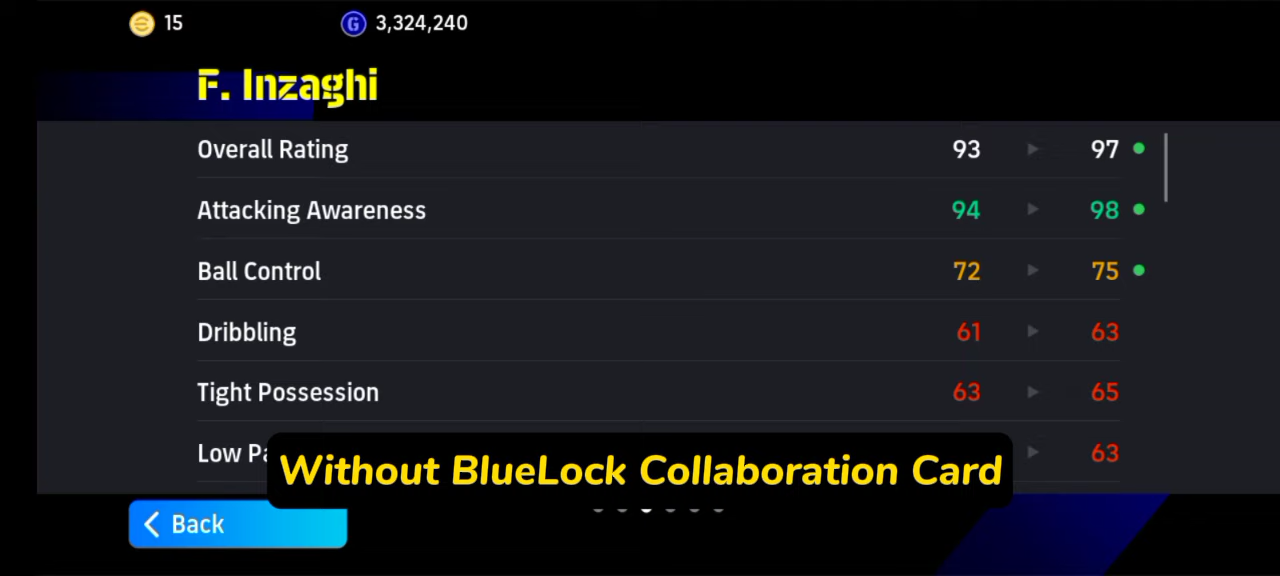 15 3,324,240
F. Inzaghi
Overall Rating 93 97
Attacking Awareness 94 98
Ball Control 72 75
Dribbling 61 63
Tight Possession 63 65
Low 63
Without BlueLock Collaboration Card
Back